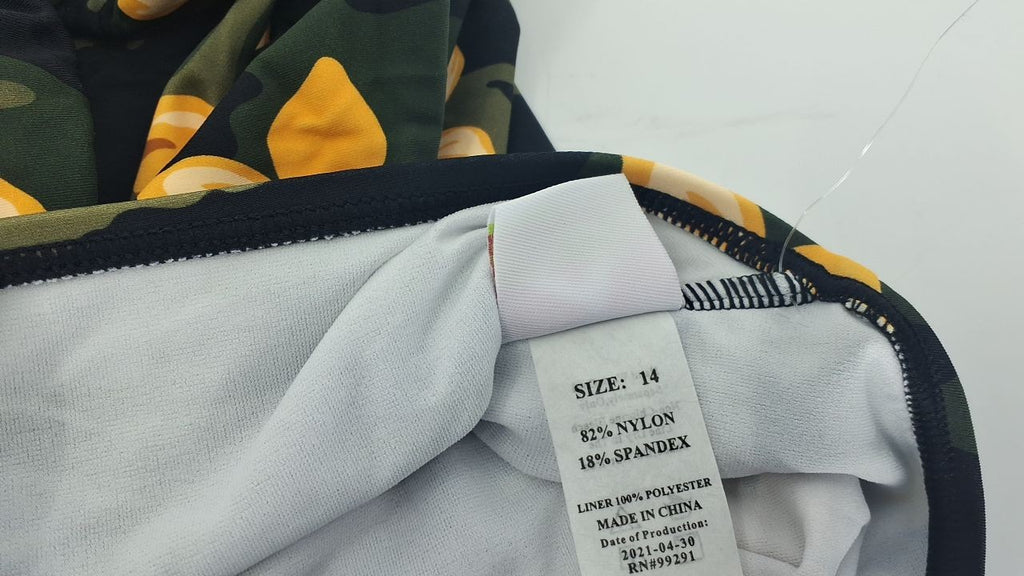 SIZE: 14
82% NYLON
18% SPANDEX
LINER 100% POLYESTER
MADE IN CHINA
Date of Production:
2021-04-30
RN#99291